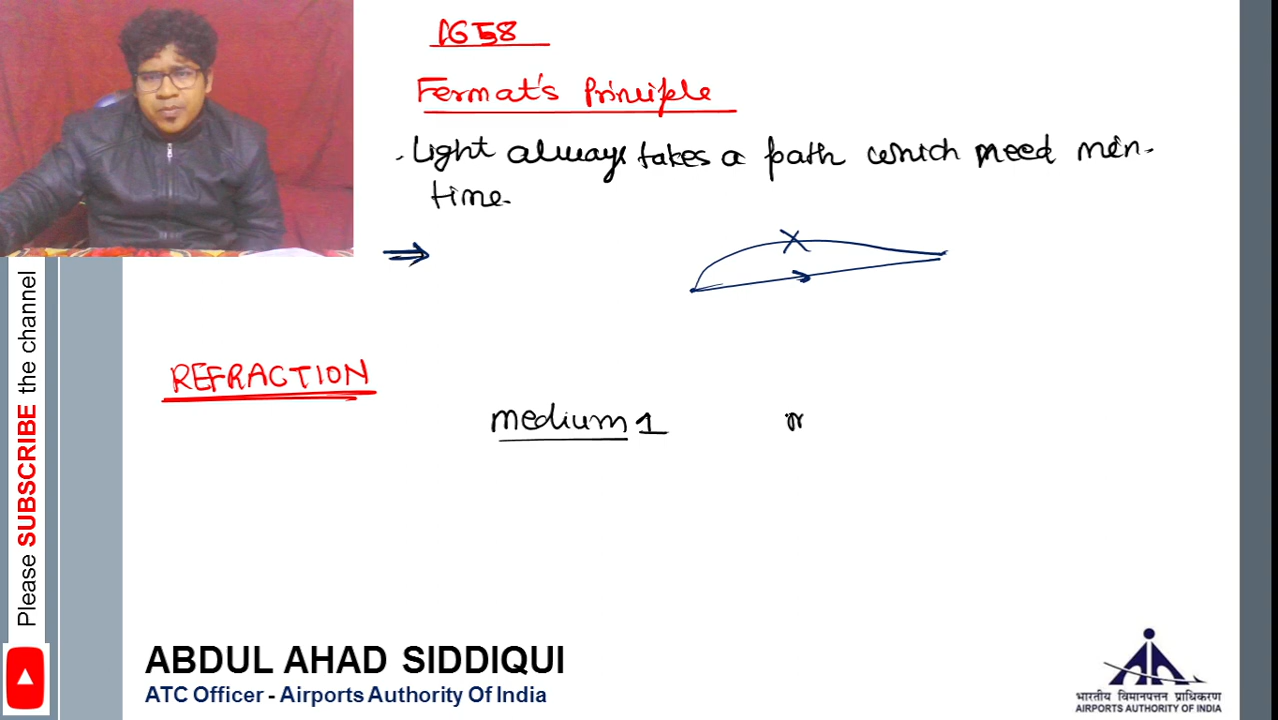 1658
Fermat's Principle
. Light always takes a path which need min.
time.
REFRACTION
medium 1
Please SUBSCRIBE the channel
ABDUL AHAD SIDDIQUI
ATC Officer - Airports Authority Of India
भारतीय विमानपत्तन प्राधिकरण
AIRPORTS AUTHORITY OF INDIA